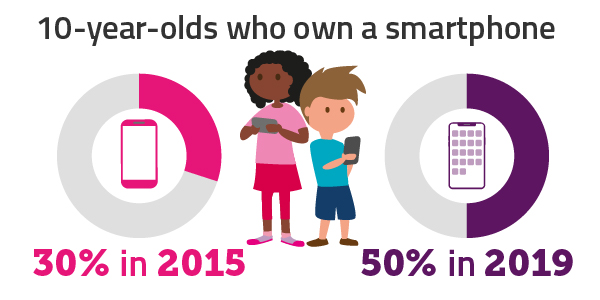 10-year-olds who own a smartphone
30% in 2015
50% in 2019